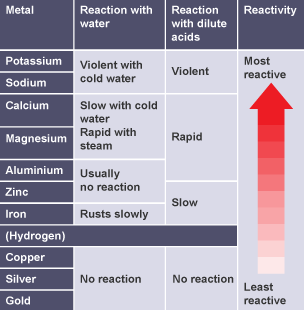 Metal
Reaction with
water
Reaction
with dilute
acids
Reactivity
Potassium
Sodium
Violent with
cold water
Violent
Most
reactive
Calcium
Magnesium
Slow with cold
water
Rapid with
steam
Rapid
Aluminium
Usually
no reaction
Zinc
Slow
Iron
Rusts slowly
(Hydrogen)
Copper
Silver
Gold
No reaction
No reaction
Least
reactive